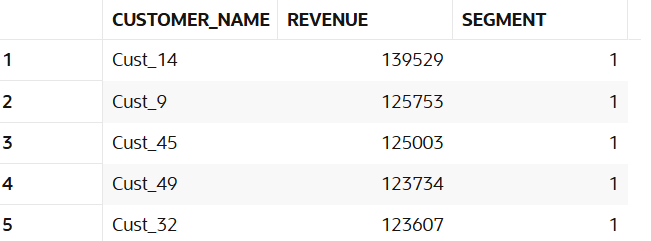 CUSTOMER_NAME REVENUE SEGMENT
1 Cust_14 139529 1
2 Cust_9 125753 1
3 Cust_45 125003 1
4 Cust_49 123734 1
5 Cust_32 123607 1